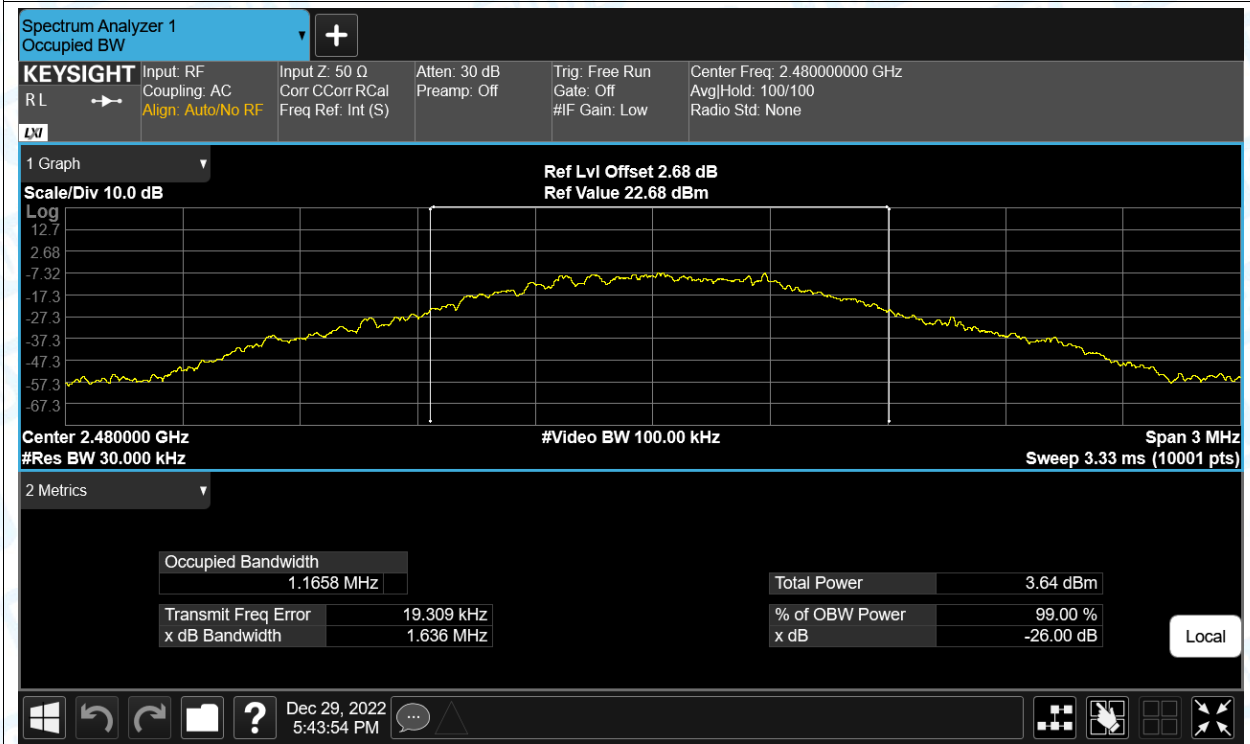 Spectrum Analyzer 1
Occupied BW
KEYSIGHT
R L
LXI
Input: RF
Coupling: AC
Align: Auto/No RF
Input Z: 50 Ω
Corr CCorr RCal
Freq Ref: Int (S)
Atten: 30 dB
Preamp: Off
Trig: Free Run
Gate: Off
#IF Gain: Low
Center Freq: 2.480000000 GHz
Avg|Hold: 100/100
Radio Std: None
1 Graph
Scale/Div 10.0 dB
Ref Lvl Offset 2.68 dB
Ref Value 22.68 dBm
Log
12.7
2.68
-7.32
-17.3
-27.3
-37.3
-47.3
-57.3
-67.3
Center 2.480000 GHz
#Video BW 100.00 kHz
Span 3 MHz
#Res BW 30.000 kHz
Sweep 3.33 ms (10001 pts)
2 Metrics
Occupied Bandwidth
1.1658 MHz
Transmit Freq Error 19.309 kHz
x dB Bandwidth 1.636 MHz
Total Power 3.64 dBm
% of OBW Power 99.00 %
x dB -26.00 dB
Local
?
Dec 29, 2022
5:43:54 PM